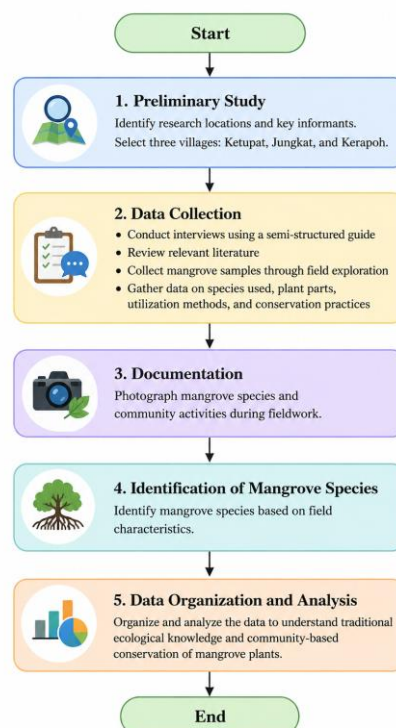 Start
1. Preliminary Study
Identify research locations and key informants.
Select three villages: Ketupat, Jungkat, and Kerapoh.
2. Data Collection
• Conduct interviews using a semi-structured guide
• Review relevant literature
• Collect mangrove samples through field exploration
• Gather data on species used, plant parts,
utilization methods, and conservation practices
3. Documentation
Photograph mangrove species and
community activities during fieldwork.
4. Identification of Mangrove Species
Identify mangrove species based on field
characteristics.
5. Data Organization and Analysis
Organize and analyze the data to understand traditional
ecological knowledge and community-based
conservation of mangrove plants.
End